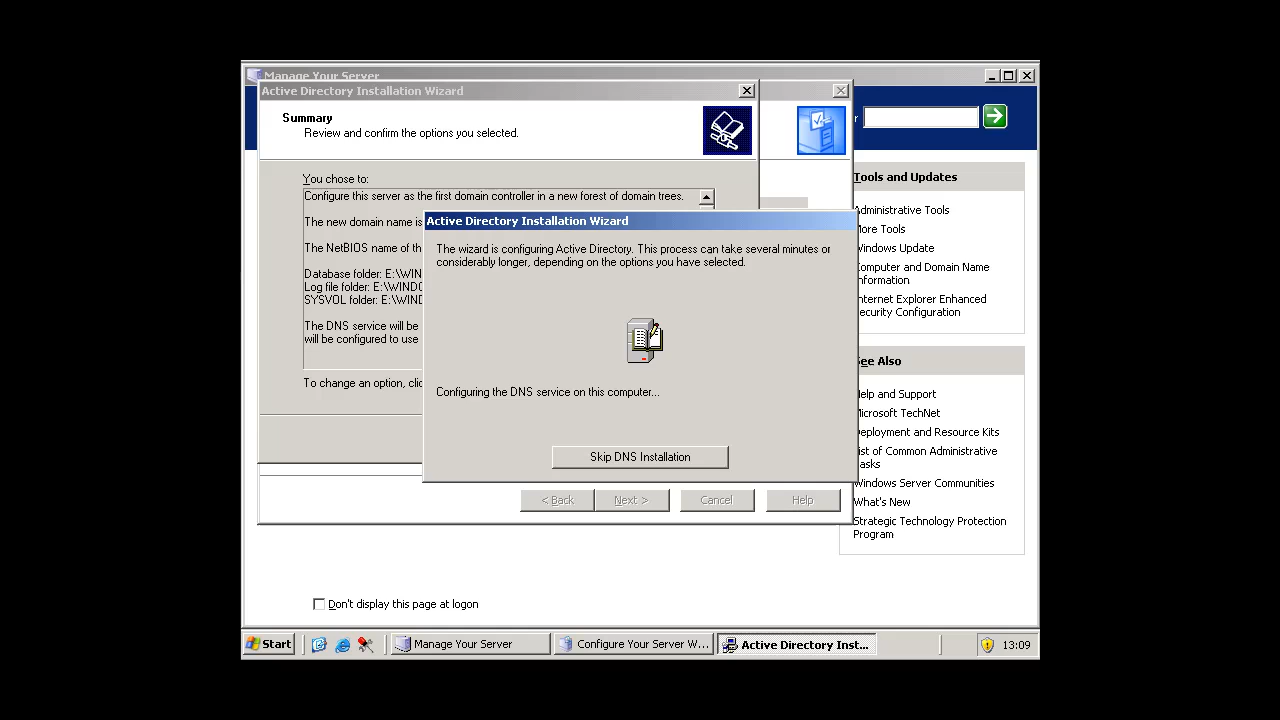 Manage Your Server
Active Directory Installation Wizard
Summary
Review and confirm the options you selected.
You chose to:
Configure this server as the first domain controller in a new forest of domain trees.
The new domain name is
The NetBIOS name of th
Database folder: E:\WIN
Log file folder: E:\WINDO
SYSVOL folder: E:\WIND
The DNS service will be
will be configured to use
To change an option, clic
Active Directory Installation Wizard
The wizard is configuring Active Directory. This process can take several minutes or
considerably longer, depending on the options you have selected.
Configuring the DNS service on this computer...
Skip DNS Installation
< Back
Next >
Cancel
Help
r
Tools and Updates
Administrative Tools
More Tools
Windows Update
Computer and Domain Name
Information
Internet Explorer Enhanced
Security Configuration
See Also
Help and Support
Microsoft TechNet
Deployment and Resource Kits
List of Common Administrative
Tasks
Windows Server Communities
What's New
Strategic Technology Protection
Program
Don't display this page at logon
Start
Manage Your Server
Configure Your Server W...
Active Directory Inst...
13:09